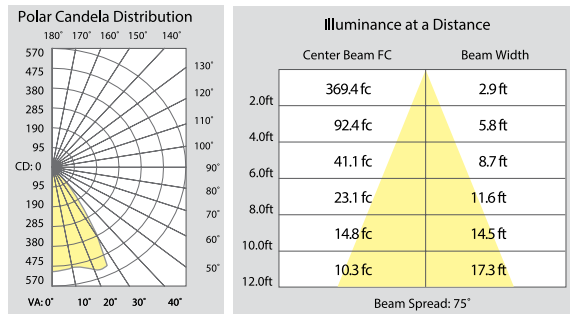 Polar Candela Distribution
180° 170° 160° 150° 140°
570
475
380
285
190
95
CD: 0
95
190
285
380
475
570
130°
120°
110°
100°
90°
80°
70°
60°
50°
VA: 0° 10° 20° 30° 40°
Illuminance at a Distance
Center Beam FC Beam Width
2.0ft 369.4 fc 2.9 ft
4.0ft 92.4 fc 5.8 ft
6.0ft 41.1 fc 8.7 ft
8.0ft 23.1 fc 11.6 ft
10.0ft 14.8 fc 14.5 ft
12.0ft 10.3 fc 17.3 ft
Beam Spread: 75°